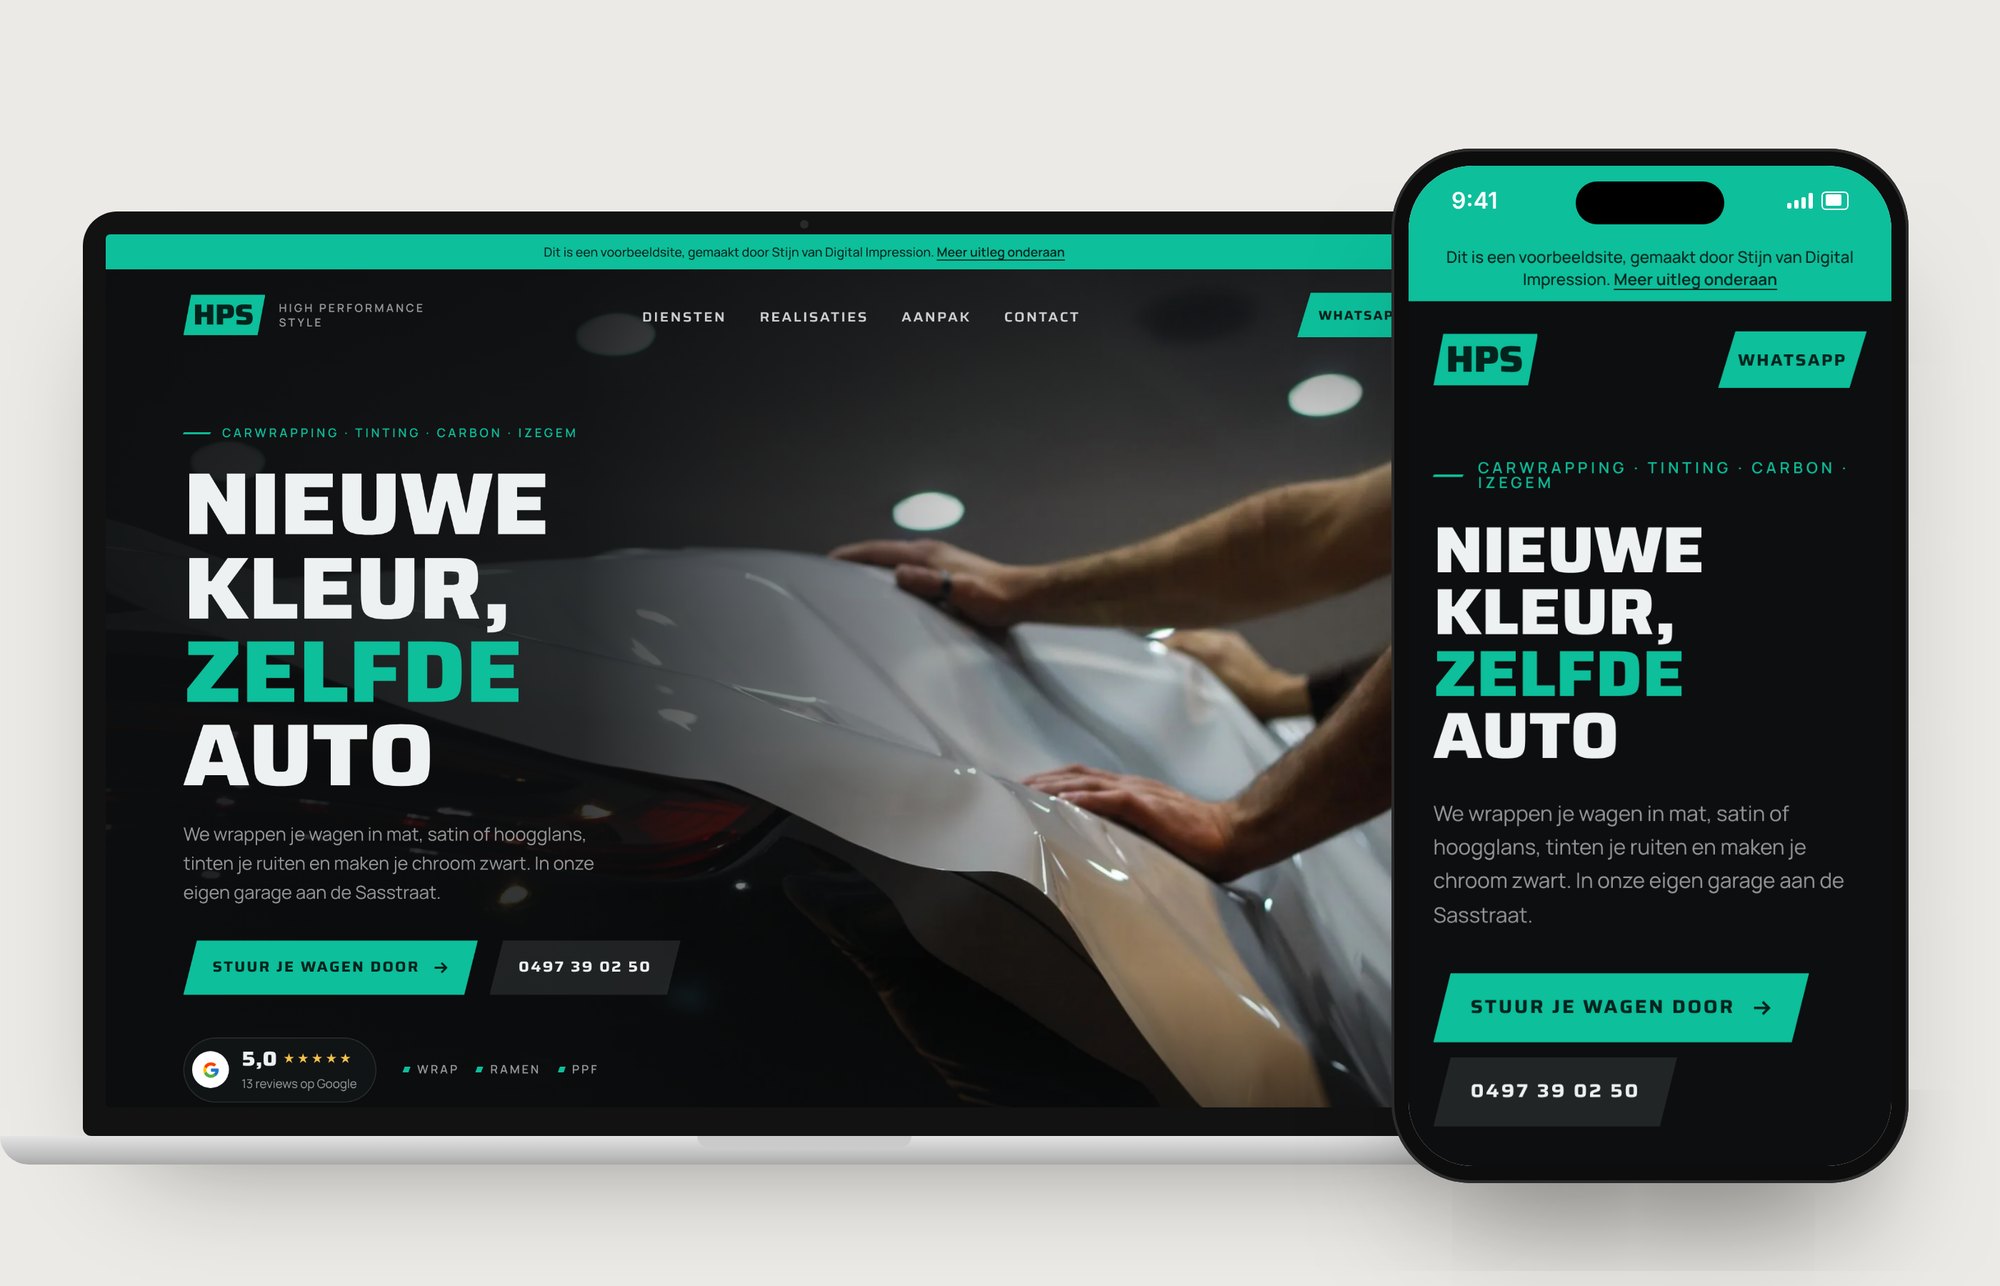 Dit is een voorbeeldsite, gemaakt door Stijn van Digital Impression. Meer uitleg onderaan
HPS
HIGH PERFORMANCE
STYLE
DIENSTEN
REALISATIES
AANPAK
CONTACT
WHATSAP
CARWRAPPING · TINTING · CARBON · IZEGEM
NIEUWE
KLEUR,
ZELFDE
AUTO
We wrappen je wagen in mat, satin of hoogglans,
tinten je ruiten en maken je chroom zwart. In onze
eigen garage aan de Sasstraat.
STUUR JE WAGEN DOOR →
0497 39 02 50
5,0 ★★★★★
13 reviews op Google
WRAP
RAMEN
PPF
9:41
Dit is een voorbeeldsite, gemaakt door Stijn van Digital
Impression. Meer uitleg onderaan
HPS
WHATSAPP
CARWRAPPING · TINTING · CARBON ·
IZEGEM
NIEUWE
KLEUR,
ZELFDE
AUTO
We wrappen je wagen in mat, satin of
hoogglans, tinten je ruiten en maken je
chroom zwart. In onze eigen garage aan de
Sasstraat.
STUUR JE WAGEN DOOR →
0497 39 02 50